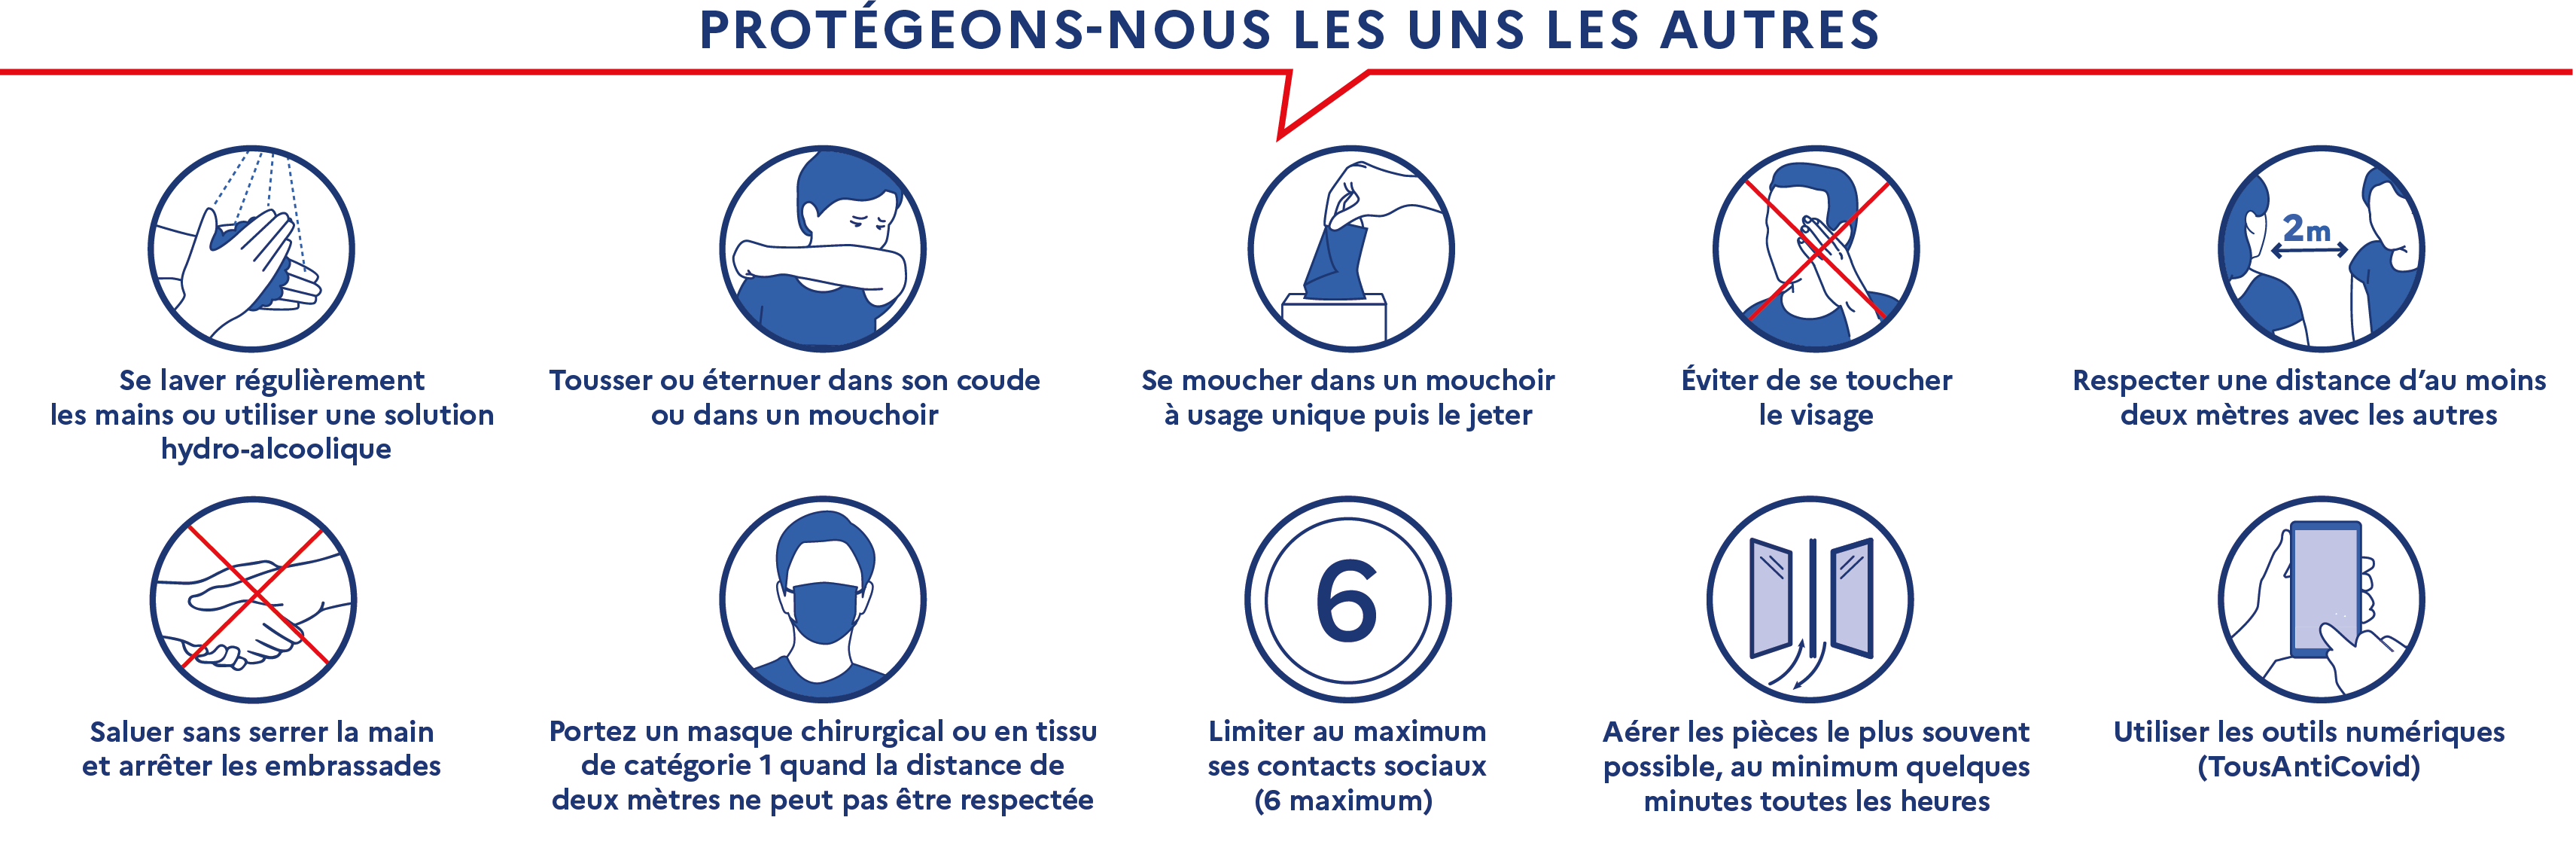 PROTÉGEONS-NOUS LES UNS LES AUTRES
Se laver régulièrement
les mains ou utiliser une solution
hydro-alcoolique
Tousser ou éternuer dans son coude
ou dans un mouchoir
Se moucher dans un mouchoir
à usage unique puis le jeter
Éviter de se toucher
le visage
2m
Respecter une distance d’au moins
deux mètres avec les autres
Saluer sans serrer la main
et arrêter les embrassades
Portez un masque chirurgical ou en tissu
de catégorie 1 quand la distance de
deux mètres ne peut pas être respectée
6
Limiter au maximum
ses contacts sociaux
(6 maximum)
Aérer les pièces le plus souvent
possible, au minimum quelques
minutes toutes les heures
Utiliser les outils numériques
(TousAntiCovid)